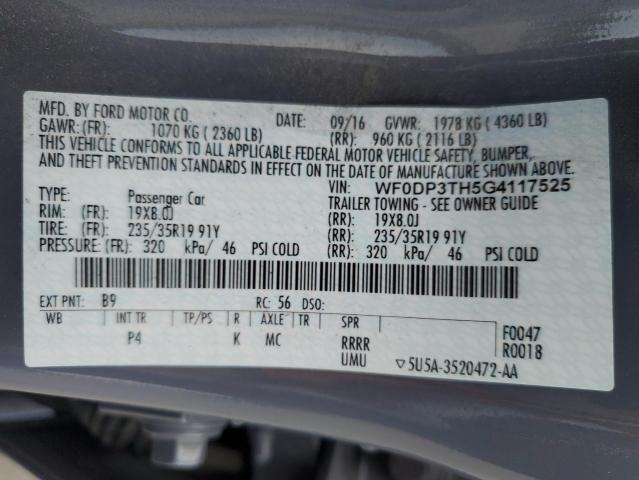 MFD. BY FORD MOTOR CO. DATE: 09/16 GVWR: 1978 KG ( 4360 LB)
GAWR:(FR): 1070 KG ( 2360 LB) (RR): 960 KG ( 2116 LB)
THIS VEHICLE CONFORMS TO ALL APPLICABLE FEDERAL MOTOR VEHICLE SAFETY, BUMPER,
AND THEFT PREVENTION STANDARDS IN EFFECT ON THE DATE OF MANUFACTURE SHOWN ABOVE.
VIN: WF0DP3TH5G4117525
TYPE: Passenger Car TRAILER TOWING - SEE OWNER GUIDE
RIM: (FR): 19X8.0J (RR): 19X8.0J
TIRE: (FR): 235/35R19 91Y (RR): 235/35R19 91Y
PRESSURE: (FR): 320 kPa/ 46 PSI COLD (RR): 320 kPa/ 46 PSI COLD
EXT PNT: B9 RC: 56 DSO:
WB INT TR TP/PS R AXLE TR SPR F0047
P4 K MC RRRR R0018
UMU ▽5U5A-3520472-AA